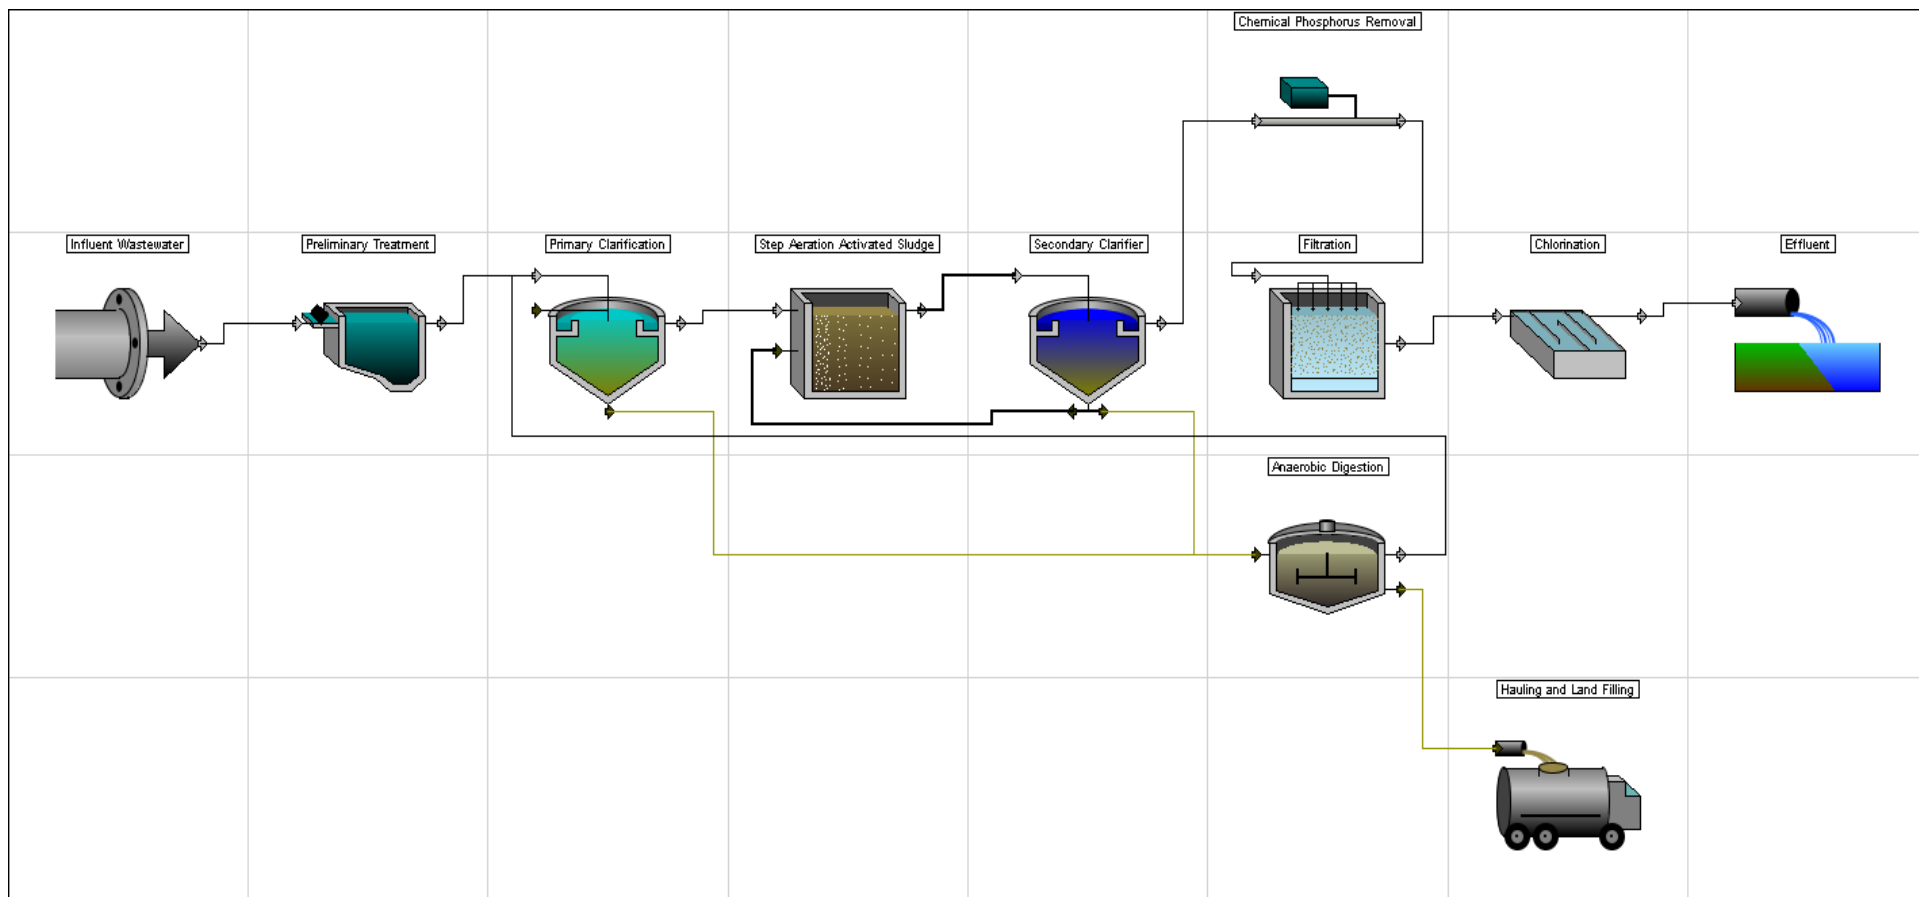 Chemical Phosphorus Removal
Influent Wastewater
Preliminary Treatment
Primary Clarification
Step Aeration Activated Sludge
Secondary Clarifier
Filtration
Chlorination
Effluent
Anaerobic Digestion
Hauling and Land Filling